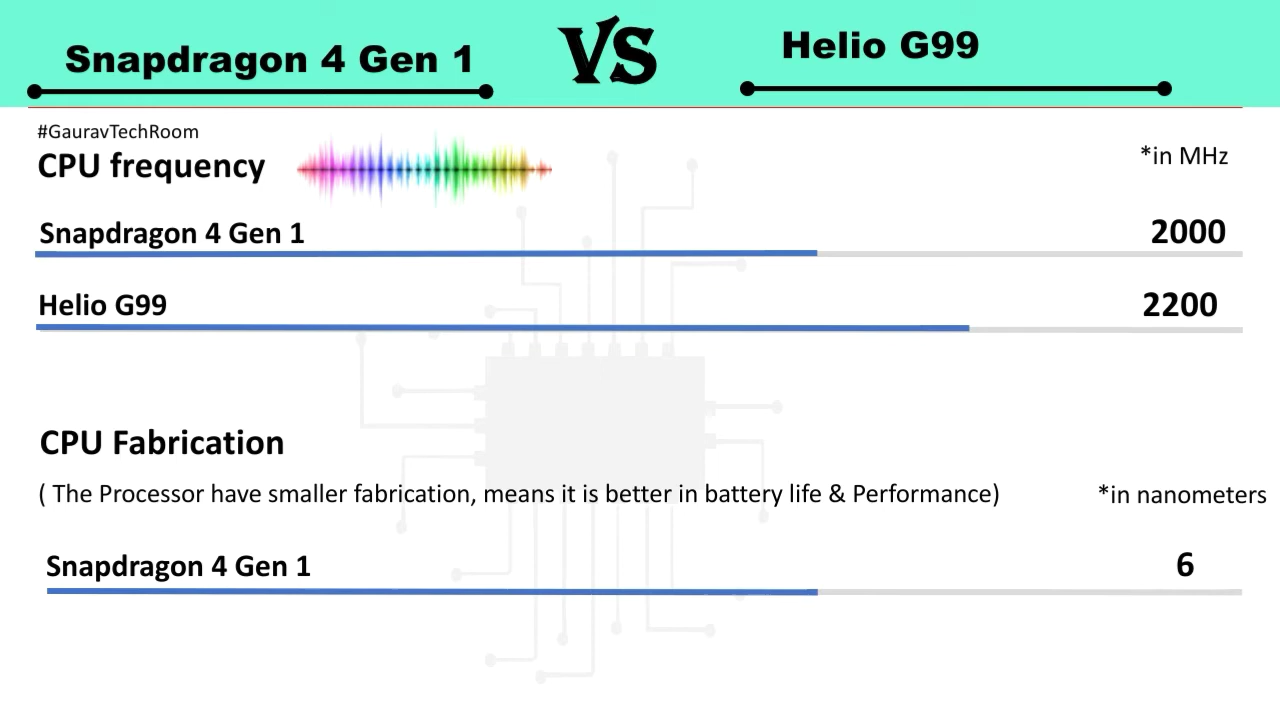 Snapdragon 4 Gen 1 VS Helio G99
#GauravTechRoom
CPU frequency *in MHz
Snapdragon 4 Gen 1 2000
Helio G99 2200
CPU Fabrication
( The Processor have smaller fabrication, means it is better in battery life & Performance) *in nanometers
Snapdragon 4 Gen 1 6